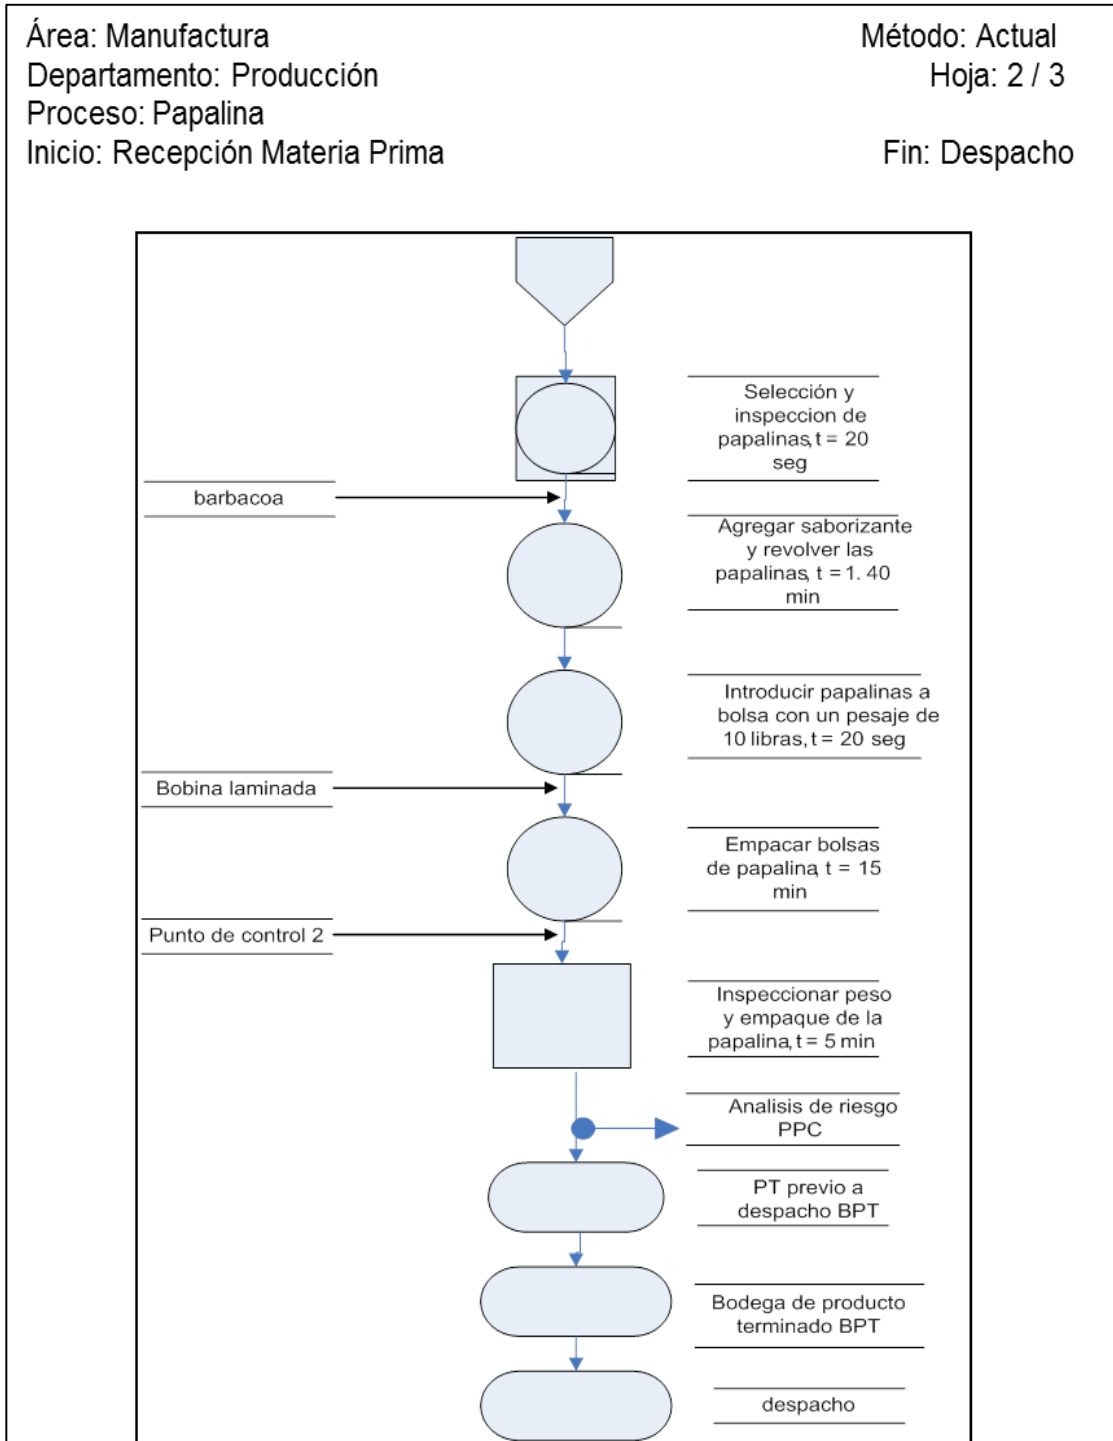 Área: Manufactura
Método: Actual
Departamento: Producción
Hoja: 2 / 3
Proceso: Papalina
Inicio: Recepción Materia Prima
Fin: Despacho
Selección y
inspeccion de
papalinas, t = 20
seg
barbacoa
Agregar saborizante
y revolver las
papalinas, t = 1. 40
min
Introducir papalinas a
bolsa con un pesaje de
10 libras, t = 20 seg
Bobina laminada
Empacar bolsas
de papalina, t = 15
min
Punto de control 2
Inspeccionar peso
y empaque de la
papalina, t = 5 min
Analisis de riesgo
PPC
PT previo a
despacho BPT
Bodega de producto
terminado BPT
despacho